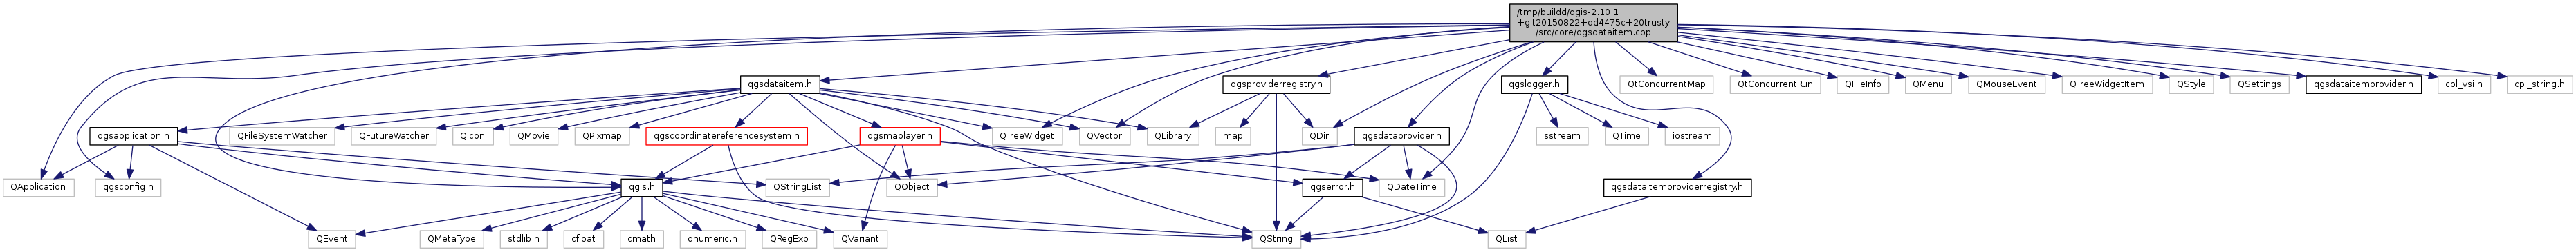 /tmp/buildd/qgis-2.10.1
+git20150822+dd4475c+20trusty
/src/core/qgsdataitem.cpp
qgsdataitem.h
qgsproviderregistry.h
qgslogger.h
QtConcurrentMap
QtConcurrentRun
QFileInfo
QMenu
QMouseEvent
QTreeWidgetItem
QStyle
QSettings
qgsdataitemprovider.h
cpl_vsi.h
cpl_string.h
qgsapplication.h
QFileSystemWatcher
QFutureWatcher
QIcon
QMovie
QPixmap
qgscoordinatereferencesystem.h
qgsmaplayer.h
QTreeWidget
QVector
QLibrary
map
QDir
qgsdataprovider.h
sstream
QTime
iostream
QApplication
qgsconfig.h
qgis.h
QStringList
QObject
qgserror.h
QDateTime
qgsdataitemproviderregistry.h
QEvent
QMetaType
stdlib.h
cfloat
cmath
qnumeric.h
QRegExp
QVariant
QString
QList